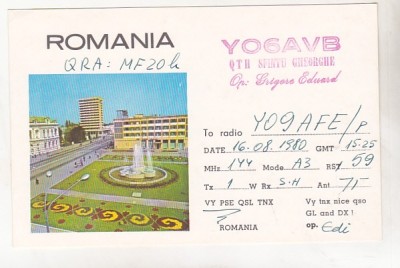 ROMANIA
QRA: MF20h
YO6AVB
QTH SFINTU GHEORGHE
Op: Grigore Eduard
To radio YO9AFE/P
DATE 16.08.1980 GMT 15-25
MHz 144 Mode A3 RST 59
Tx 1 W Rx S-H Ant
VY PSE QSL TNX
ROMANIA
Vy tnx nice qso
GL and DX !
op. Edi